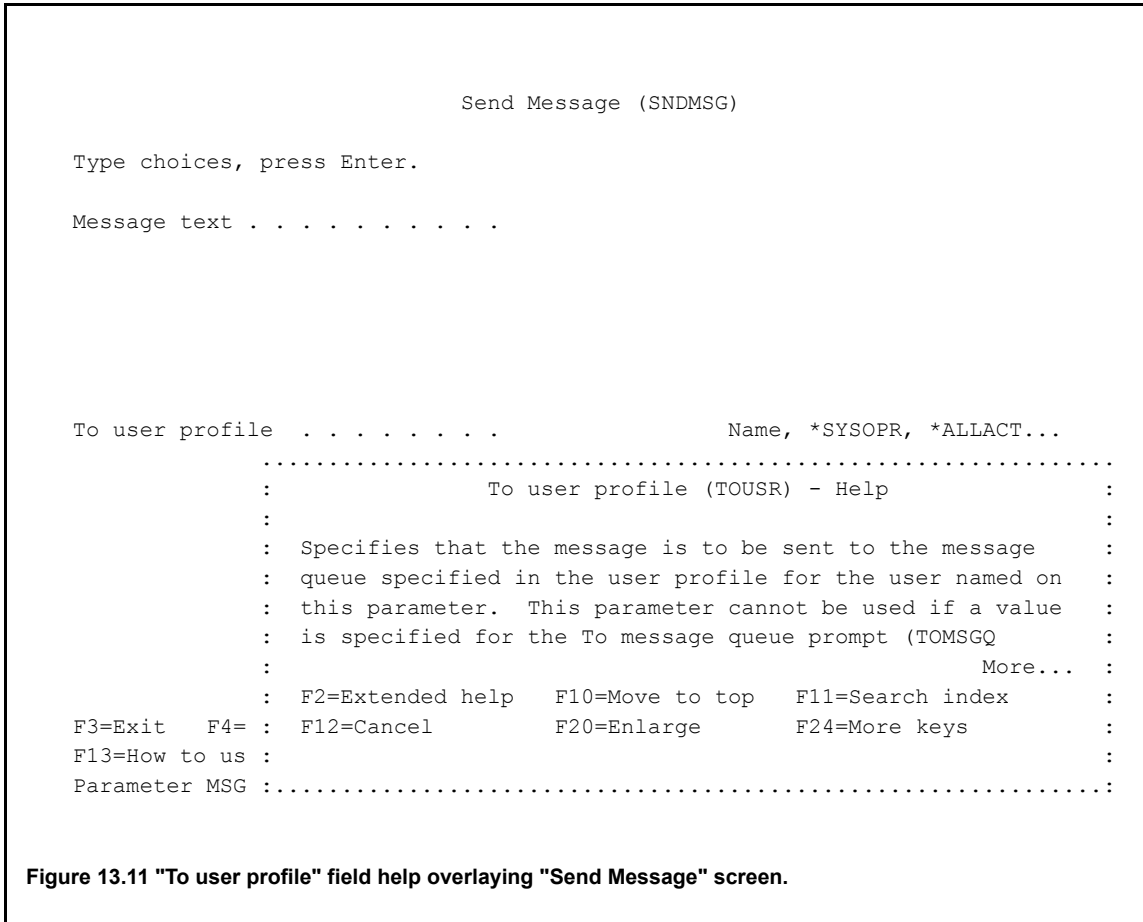 Send Message (SNDMSG)
Type choices, press Enter.
Message text . . . . . . . . . .
To user profile . . . . . . . . Name, *SYSOPR, *ALLACT...
................................................................
: To user profile (TOUSR) - Help :
: :
: Specifies that the message is to be sent to the message :
: queue specified in the user profile for the user named on :
: this parameter. This parameter cannot be used if a value :
: is specified for the To message queue prompt (TOMSGQ :
: More... :
: F2=Extended help F10=Move to top F11=Search index :
F3=Exit F4= : F12=Cancel F20=Enlarge F24=More keys :
F13=How to us : :
Parameter MSG :..............................................................:
Figure 13.11 "To user profile" field help overlaying "Send Message" screen.